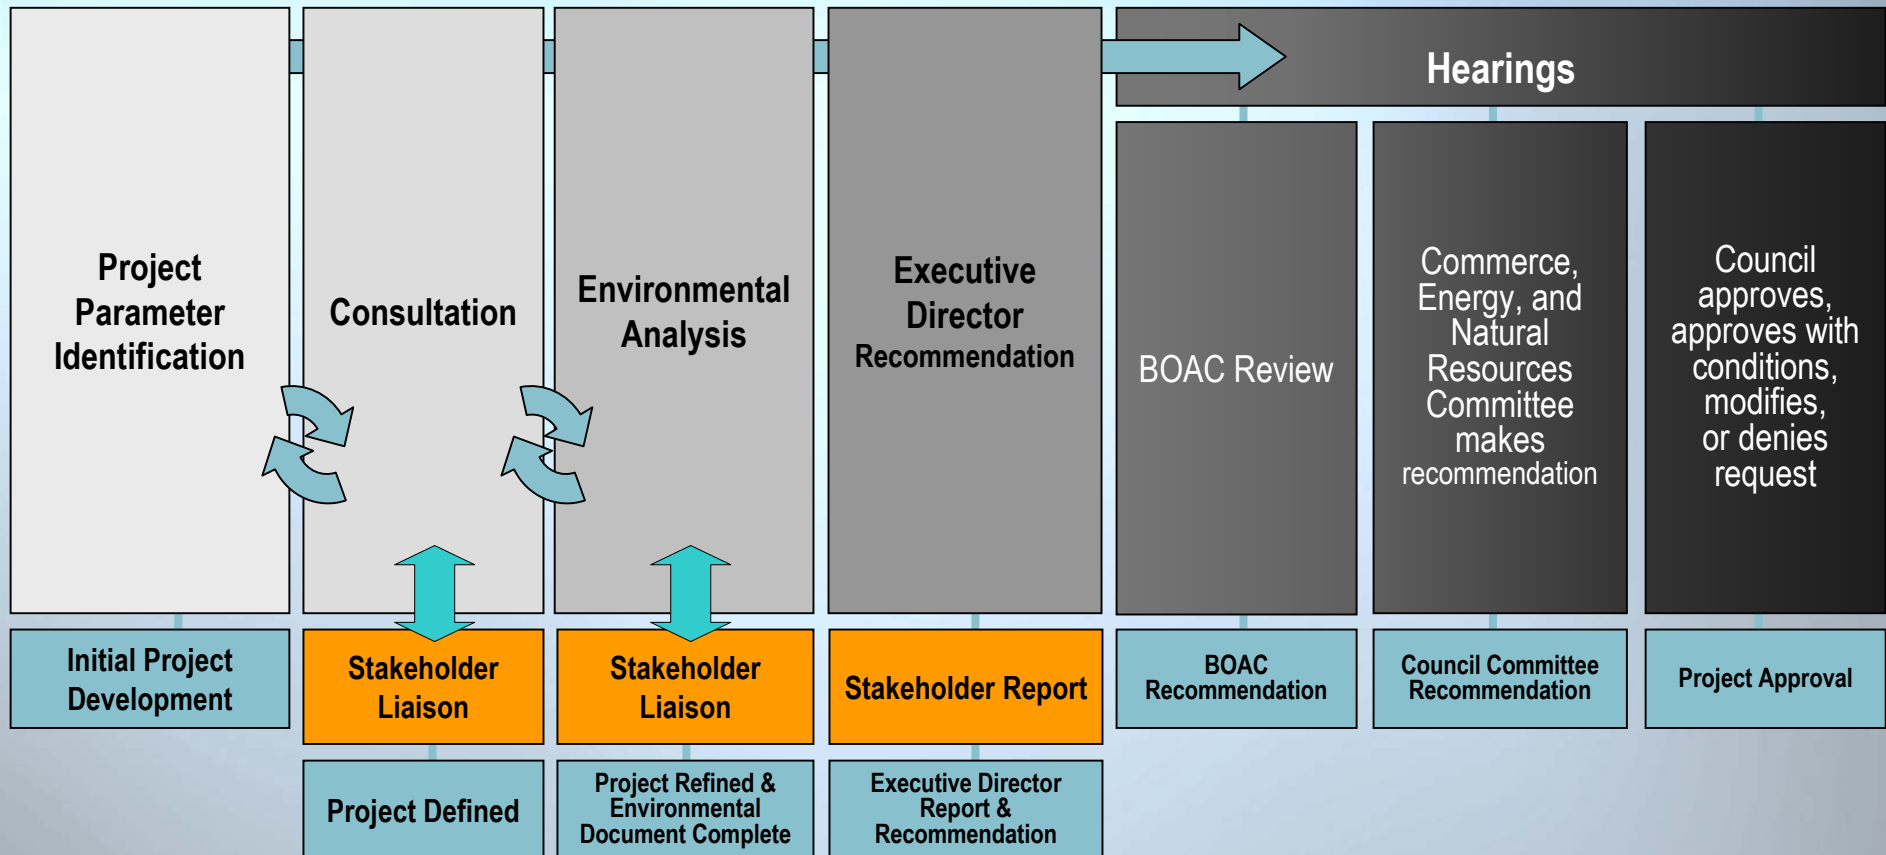 Hearings
Project
Parameter
Identification
Consultation
Environmental
Analysis
Executive
Director
Recommendation
BOAC Review
Commerce,
Energy, and
Natural
Resources
Committee
makes
recommendation
Council
approves,
approves with
conditions,
modifies,
or denies
request
Initial Project
Development
Stakeholder
Liaison
Stakeholder
Liaison
Stakeholder Report
BOAC
Recommendation
Council Committee
Recommendation
Project Approval
Project Defined
Project Refined &
Environmental
Document Complete
Executive Director
Report &
Recommendation